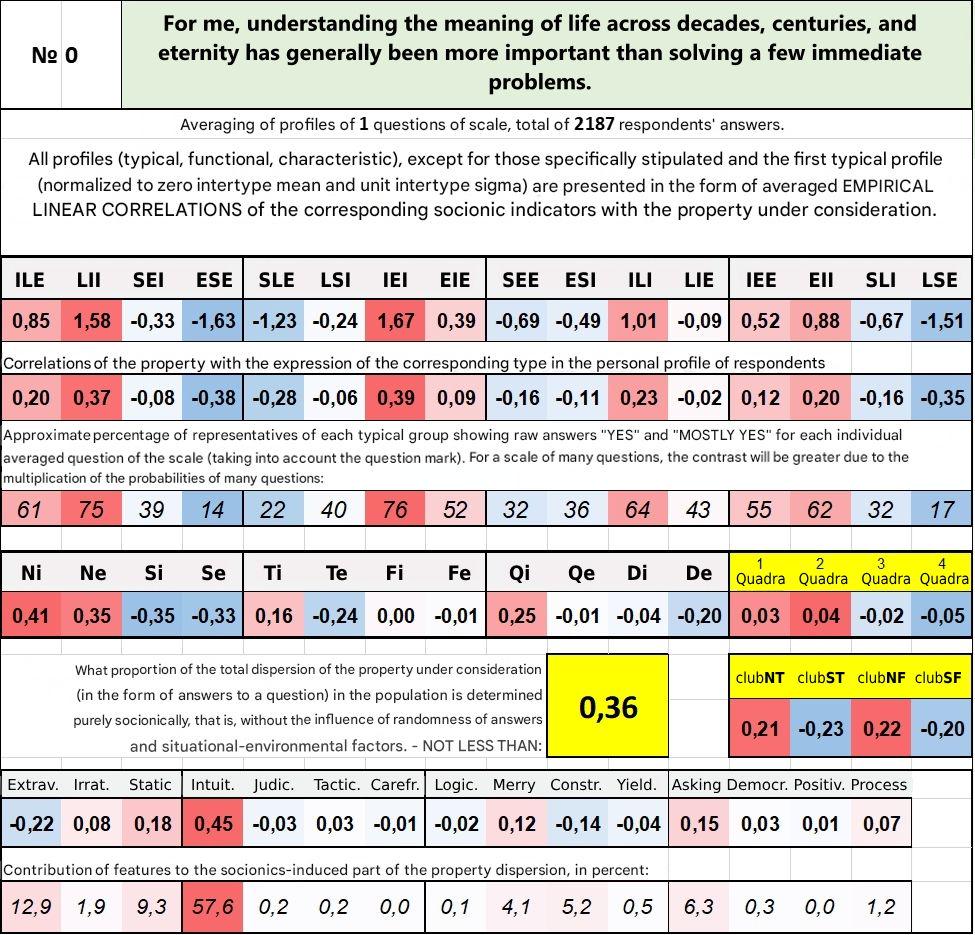 № 0
For me, understanding the meaning of life across decades, centuries, and
eternity has generally been more important than solving a few immediate
problems.
Averaging of profiles of 1 questions of scale, total of 2187 respondents' answers.
All profiles (typical, functional, characteristic), except for those specifically stipulated and the first typical profile
(normalized to zero intertype mean and unit intertype sigma) are presented in the form of averaged EMPIRICAL
LINEAR CORRELATIONS of the corresponding socionic indicators with the property under consideration.
ILE LII SEI ESE SLE LSI IEI EIE SEE ESI ILI LIE IEE EII SLI LSE
0,85 1,58 -0,33 -1,63 -1,23 -0,24 1,67 0,39 -0,69 -0,49 1,01 -0,09 0,52 0,88 -0,67 -1,51
Correlations of the property with the expression of the corresponding type in the personal profile of respondents
0,20 0,37 -0,08 -0,38 -0,28 -0,06 0,39 0,09 -0,16 -0,11 0,23 -0,02 0,12 0,20 -0,16 -0,35
Approximate percentage of representatives of each typical group showing raw answers "YES" and "MOSTLY YES" for each individual
averaged question of the scale (taking into account the question mark). For a scale of many questions, the contrast will be greater due to the
multiplication of the probabilities of many questions:
61 75 39 14 22 40 76 52 32 36 64 43 55 62 32 17
Ni Ne Si Se Ti Te Fi Fe Qi Qe Di De 1 Quadra 2 Quadra 3 Quadra 4 Quadra
0,41 0,35 -0,35 -0,33 0,16 -0,24 0,00 -0,01 0,25 -0,01 -0,04 -0,20 0,03 0,04 -0,02 -0,05
What proportion of the total dispersion of the property under consideration
(in the form of answers to a question) in the population is determined
purely socionically, that is, without the influence of randomness of answers
and situational-environmental factors. - NOT LESS THAN:
0,36
clubNT clubST clubNF clubSF
0,21 -0,23 0,22 -0,20
Extrav. Irrat. Static Intuit. Judic. Tactic. Carefr. Logic. Merry Constr. Yield. Asking Democr. Positiv. Process
-0,22 0,08 0,18 0,45 -0,03 0,03 -0,01 -0,02 0,12 -0,14 -0,04 0,15 0,03 0,01 0,07
Contribution of features to the socionics-induced part of the property dispersion, in percent:
12,9 1,9 9,3 57,6 0,2 0,2 0,0 0,1 4,1 5,2 0,5 6,3 0,3 0,0 1,2